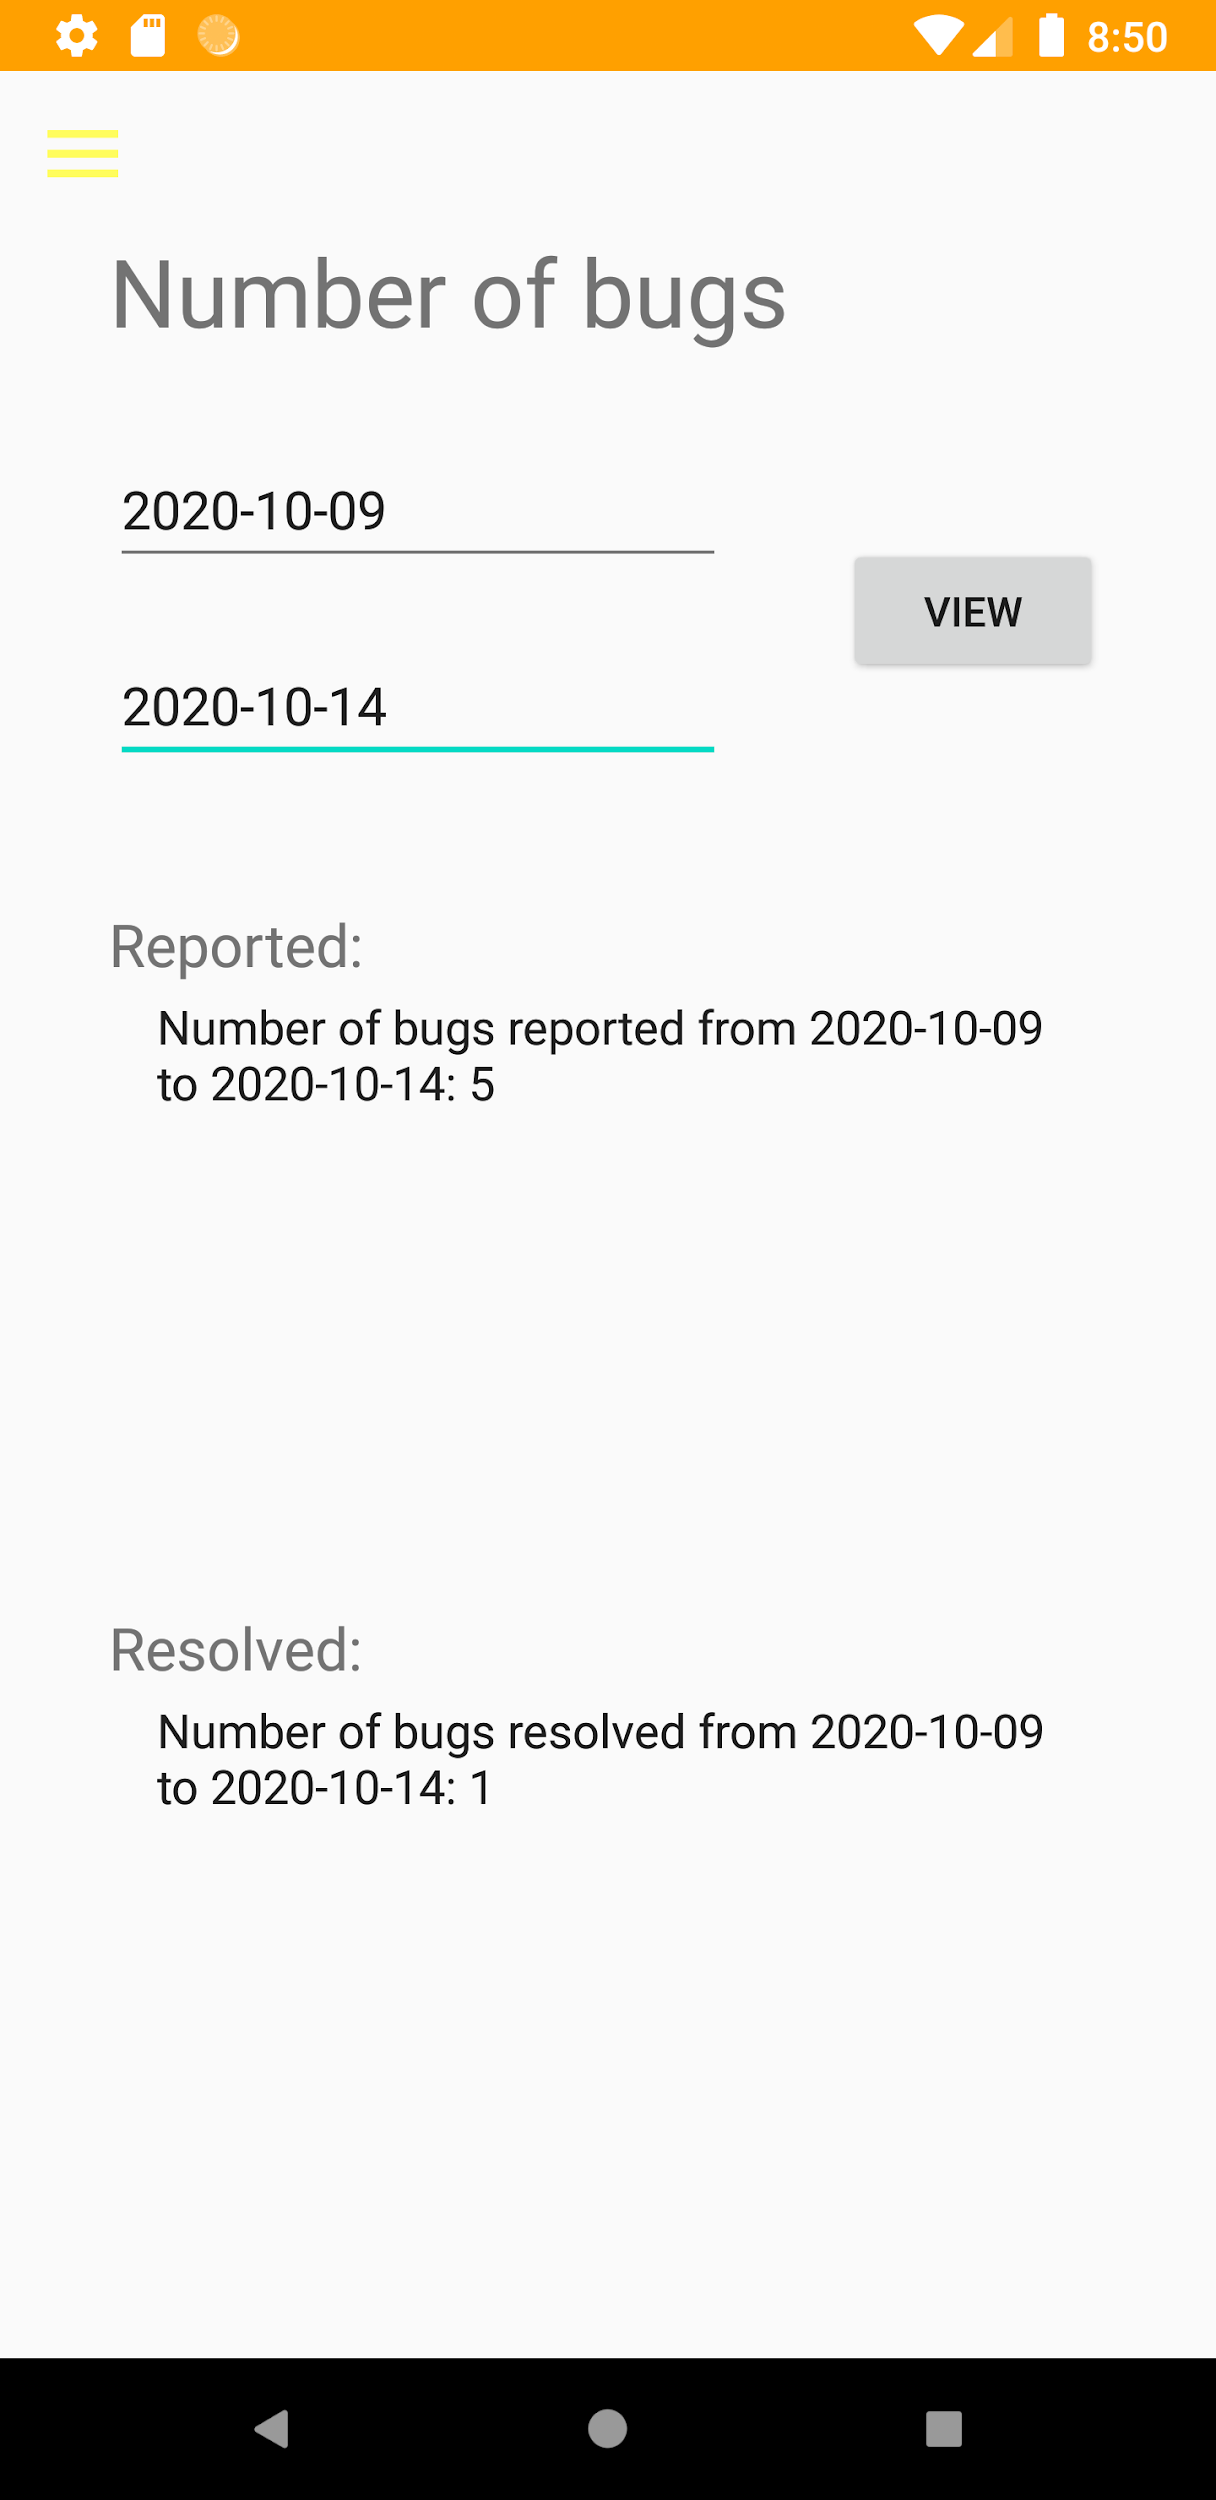 8:50
Number of bugs
2020-10-09
VIEW
2020-10-14
Reported:
Number of bugs reported from 2020-10-09
to 2020-10-14: 5
Resolved:
Number of bugs resolved from 2020-10-09
to 2020-10-14: 1